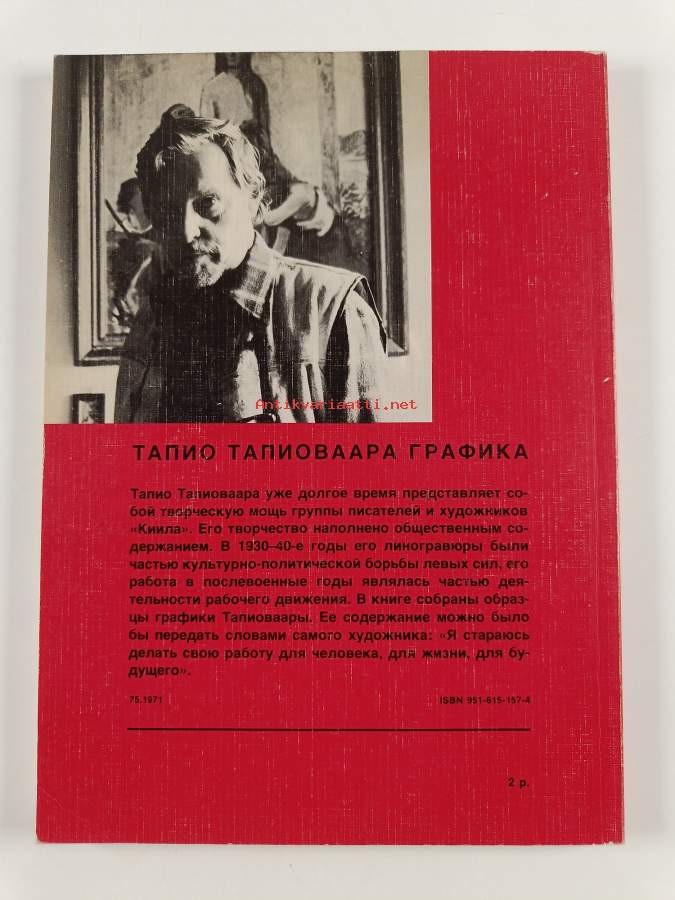 Antikvariaatti.net
ТАПИО ТАПИОВААРА ГРАФИКА
Тапио Тапиоваара уже долгое время представляет со-
бой творческую мощь группы писателей и художников
«Киила». Его творчество наполнено общественным со-
держанием. В 1930–40-е годы его линогравюры были
частью культурно-политической борьбы левых сил, его
работа в послевоенные годы являлась частью дея-
тельности рабочего движения. В книге собраны образ-
цы графики Тапиоваары. Ее содержание можно было
бы передать словами самого художника: «Я стараюсь
делать свою работу для человека, для жизни, для бу-
дущего».
75.1971 ISBN 951-615-157-4
2 р.